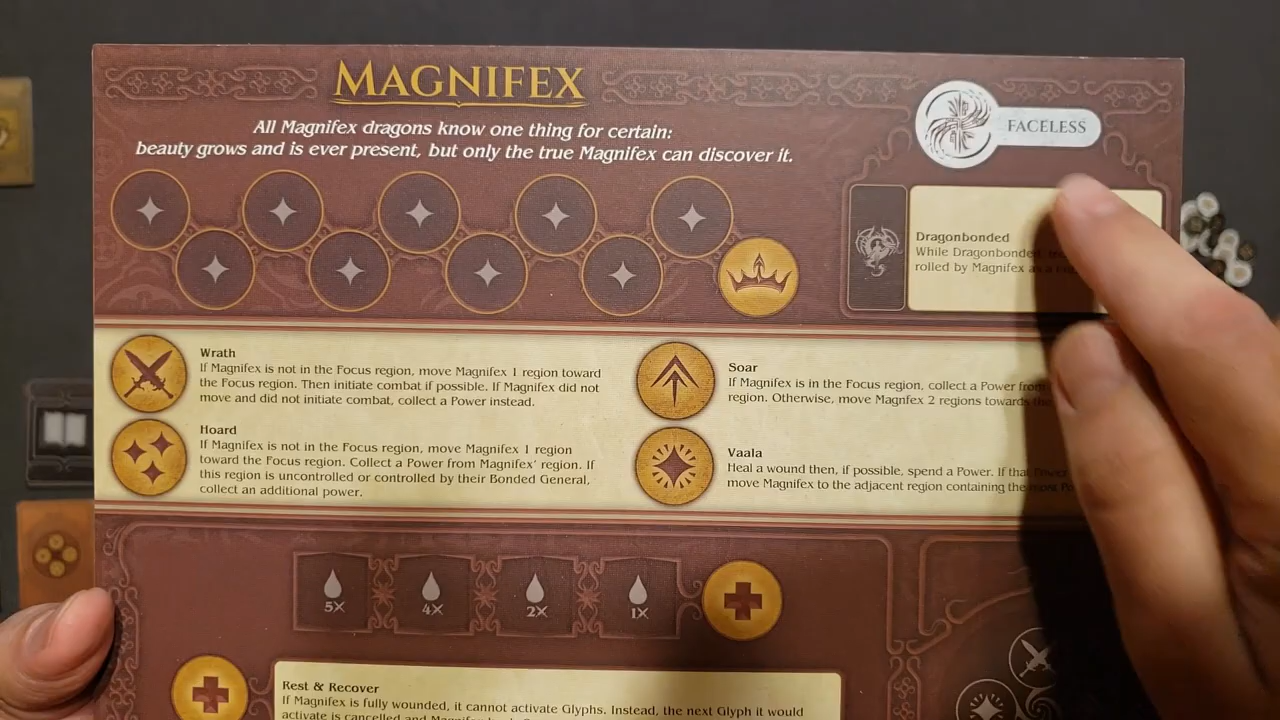 MAGNIFEX
All Magnifex dragons know one thing for certain:
beauty grows and is ever present, but only the true Magnifex can discover it.
FACELESS
Dragonbonded
While Dragonbonded,
rolled by Magnifex as a
Wrath
If Magnifex is not in the Focus region, move Magnifex 1 region toward
the Focus region. Then initiate combat if possible. If Magnifex did not
move and did not initiate combat, collect a Power instead.
Hoard
If Magnifex is not in the Focus region, move Magnifex 1 region
toward the Focus region. Collect a Power from Magnifex' region. If
this region is uncontrolled or controlled by their Bonded General,
collect an additional power.
Soar
If Magnifex is in the Focus region, collect a Power from
region. Otherwise, move Magnfex 2 regions towards the
Vaala
Heal a wound then, if possible, spend a Power. If that Power
move Magnifex to the adjacent region containing the more
5X
4X
2X
1X
Rest & Recover
If Magnifex is fully wounded, it cannot activate Glyphs. Instead, the next Glyph it would
activate is cancelled and